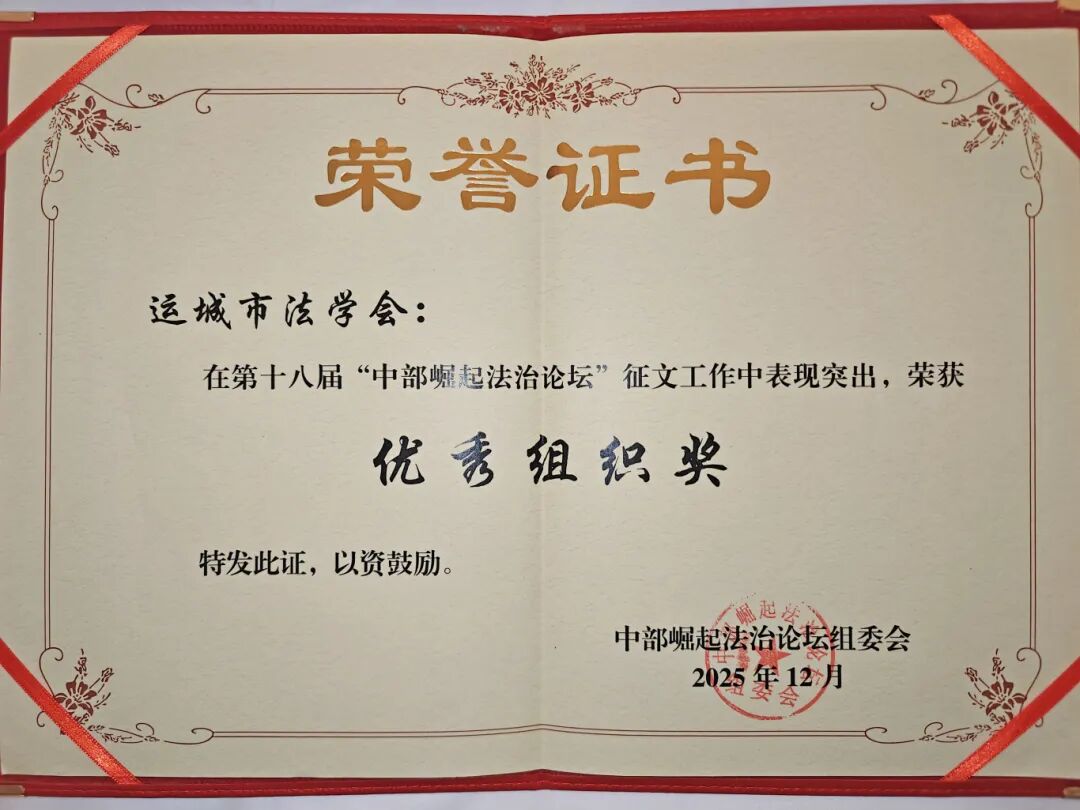 荣誉证书
运城市法学会：
在第十八届“中部崛起法治论坛”征文工作中表现突出，荣获
优秀组织奖
特发此证，以资鼓励。
中部崛起法治论坛组委会
2025年12月